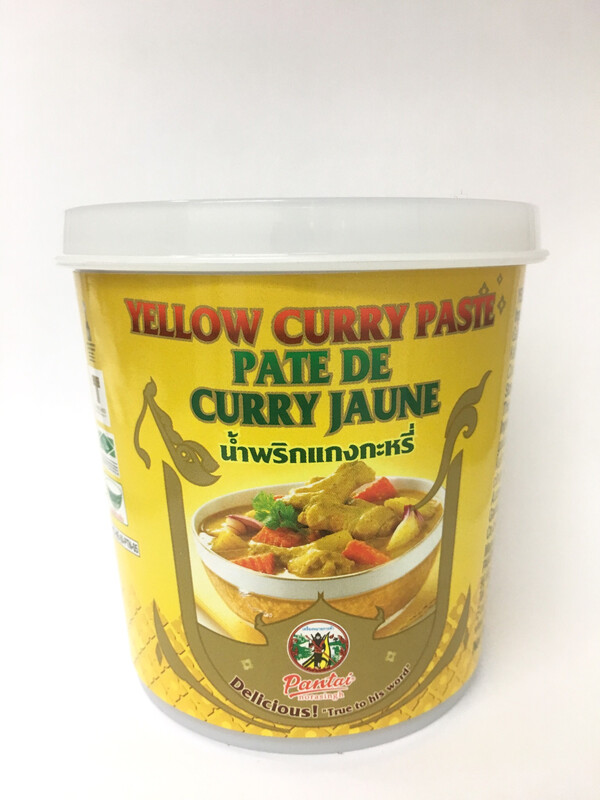 YELLOW CURRY PASTE
PATE DE
CURRY JAUNE
น้ำพริกแกงกะหรี่
Pantai
norasingh
Delicious! "True to his word"